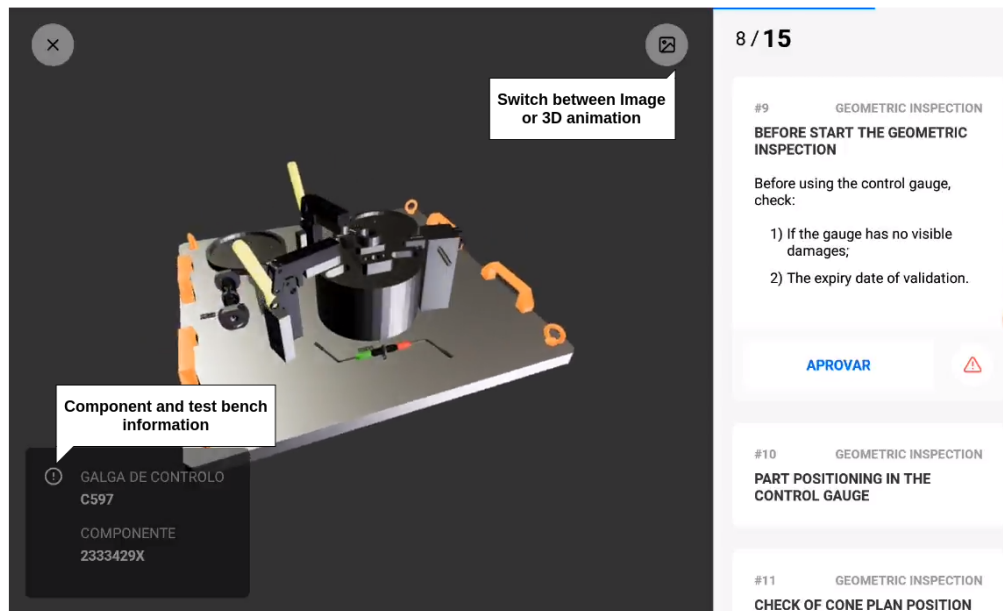 Switch between Image
or 3D animation
Component and test bench
information
GALGA DE CONTROLO
C597
COMPONENTE
2333429X
8 / 15
#9 GEOMETRIC INSPECTION
BEFORE START THE GEOMETRIC
INSPECTION
Before using the control gauge,
check:
1) If the gauge has no visible
damages;
2) The expiry date of validation.
APROVAR
#10 GEOMETRIC INSPECTION
PART POSITIONING IN THE
CONTROL GAUGE
#11 GEOMETRIC INSPECTION
CHECK OF CONE PLAN POSITION